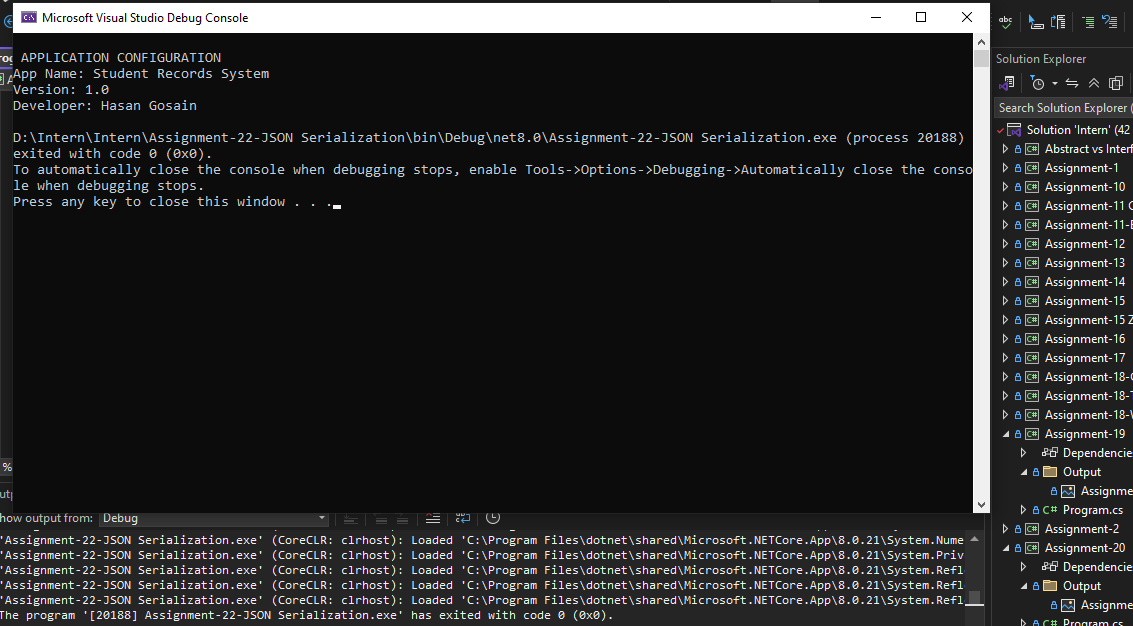 Microsoft Visual Studio Debug Console
APPLICATION CONFIGURATION
App Name: Student Records System
Version: 1.0
Developer: Hasan Gosain
D:\Intern\Intern\Assignment-22-JSON Serialization\bin\Debug\net8.0\Assignment-22-JSON Serialization.exe (process 20188)
exited with code 0 (0x0).
To automatically close the console when debugging stops, enable Tools->Options->Debugging->Automatically close the conso
le when debugging stops.
Press any key to close this window . . .
abc
Solution Explorer
Search Solution Explorer (
Solution 'Intern' (42
Abstract vs Interf
Assignment-1
Assignment-10
Assignment-11 C
Assignment-11-E
Assignment-12
Assignment-13
Assignment-14
Assignment-15
Assignment-15 Z
Assignment-16
Assignment-17
Assignment-18-C
Assignment-18-T
Assignment-18-V
Assignment-19
Dependencie
Output
Assignme
C# Program.cs
Assignment-2
Assignment-20
Dependencie
Output
Assignme
C# Program.cs
%
how output from: Debug
'Assignment-22-JSON Serialization.exe' (CoreCLR: clrhost): Loaded 'C:\Program Files\dotnet\shared\Microsoft.NETCore.App\8.0.21\System.Nume
'Assignment-22-JSON Serialization.exe' (CoreCLR: clrhost): Loaded 'C:\Program Files\dotnet\shared\Microsoft.NETCore.App\8.0.21\System.Priv
'Assignment-22-JSON Serialization.exe' (CoreCLR: clrhost): Loaded 'C:\Program Files\dotnet\shared\Microsoft.NETCore.App\8.0.21\System.Refl
'Assignment-22-JSON Serialization.exe' (CoreCLR: clrhost): Loaded 'C:\Program Files\dotnet\shared\Microsoft.NETCore.App\8.0.21\System.Refl
'Assignment-22-JSON Serialization.exe' (CoreCLR: clrhost): Loaded 'C:\Program Files\dotnet\shared\Microsoft.NETCore.App\8.0.21\System.Refl
The program '[20188] Assignment-22-JSON Serialization.exe' has exited with code 0 (0x0).